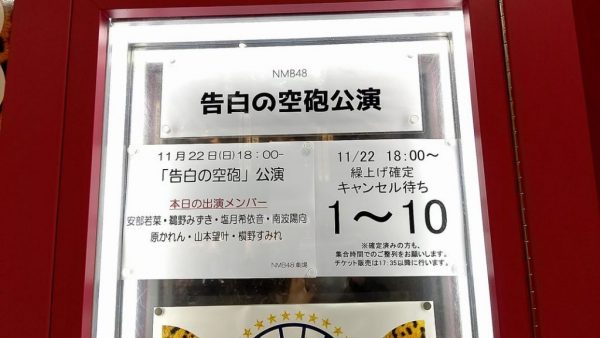 NMB48
告白の空砲公演
11月22日(日)18:00-
「告白の空砲」公演
本日の出演メンバー
安部若菜・鵜野みずき・塩月希依音・南波陽向
原かれん・山本望叶・横野すみれ
NMB48 劇場
11/22 18:00〜
繰上げ確定
キャンセル待ち
1〜10
※確定済みの方も、
集合時間でのご整列をお願いします。
チケット販売は17:35以降に行います。